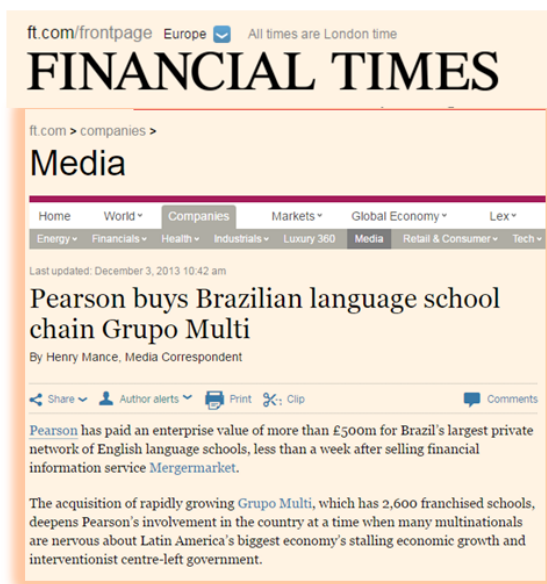 ft.com/frontpage Europe All times are London time
FINANCIAL TIMES
ft.com > companies >
Media
Home World Companies Markets Global Economy Lex
Energy Financials Health Industrials Luxury 360 Media Retail & Consumer Tech
Last updated: December 3, 2013 10:42 am
Pearson buys Brazilian language school
chain Grupo Multi
By Henry Mance, Media Correspondent
Share Author alerts Print Clip Comments
Pearson has paid an enterprise value of more than £500m for Brazil's largest private
network of English language schools, less than a week after selling financial
information service Mergermarket.
The acquisition of rapidly growing Grupo Multi, which has 2,600 franchised schools,
deepens Pearson's involvement in the country at a time when many multinationals
are nervous about Latin America's biggest economy's stalling economic growth and
interventionist centre-left government.